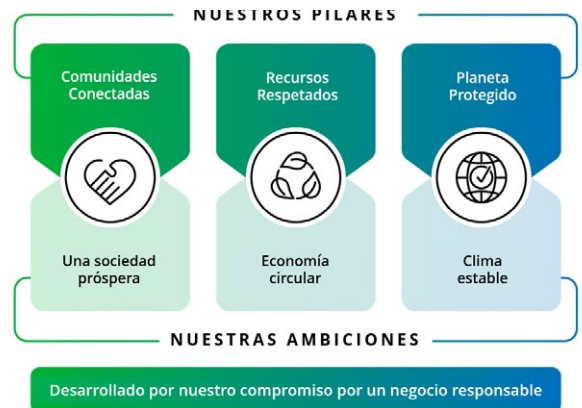 NUESTROS PILARES
Comunidades
Conectadas
Recursos
Respetados
Planeta
Protegido
Una sociedad
próspera
Economía
circular
Clima
estable
NUESTRAS AMBICIONES
Desarrollado por nuestro compromiso por un negocio responsable